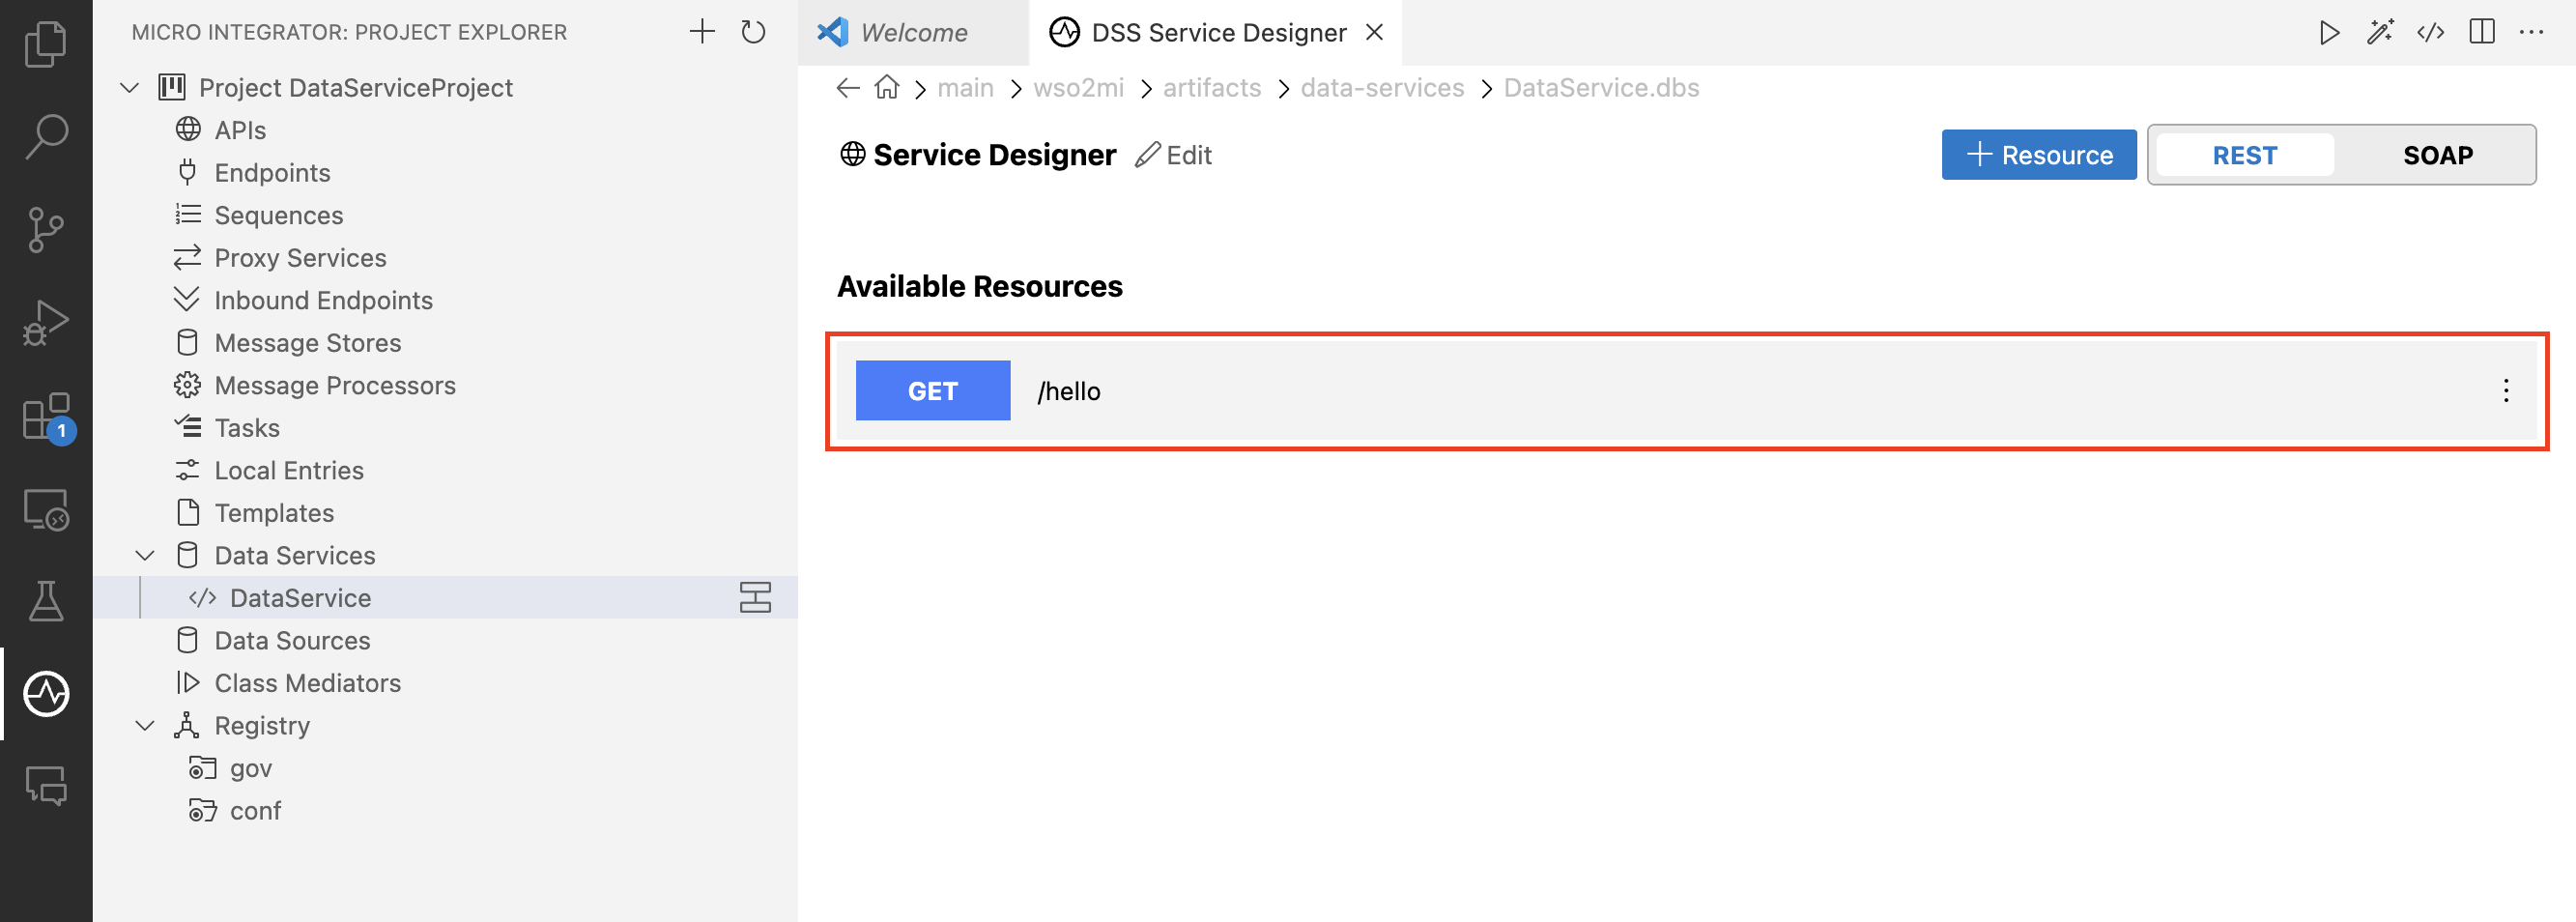 MICRO INTEGRATOR: PROJECT EXPLORER
Project DataServiceProject
APIs
Endpoints
Sequences
Proxy Services
Inbound Endpoints
Message Stores
Message Processors
Tasks
Local Entries
Templates
Data Services
DataService
Data Sources
Class Mediators
Registry
gov
conf
1
Welcome
DSS Service Designer
main > wso2mi > artifacts > data-services > DataService.dbs
Service Designer Edit
+ Resource REST SOAP
Available Resources
GET /hello